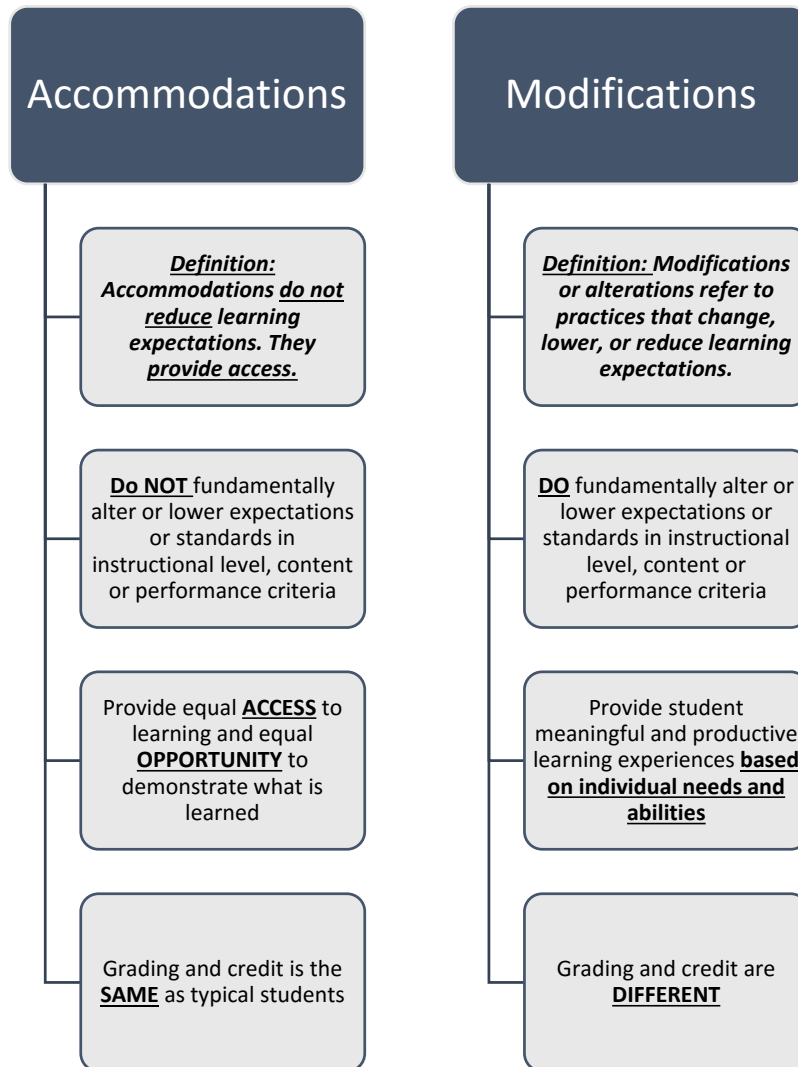 Accommodations
Definition:
Accommodations do not
reduce learning
expectations. They
provide access.
Do NOT fundamentally
alter or lower expectations
or standards in
instructional level, content
or performance criteria
Provide equal ACCESS to
learning and equal
OPPORTUNITY to
demonstrate what is
learned
Grading and credit is the
SAME as typical students
Modifications
Definition: Modifications
or alterations refer to
practices that change,
lower, or reduce learning
expectations.
DO fundamentally alter or
lower expectations or
standards in instructional
level, content or
performance criteria
Provide student
meaningful and productive
learning experiences based
on individual needs and
abilities
Grading and credit are
DIFFERENT